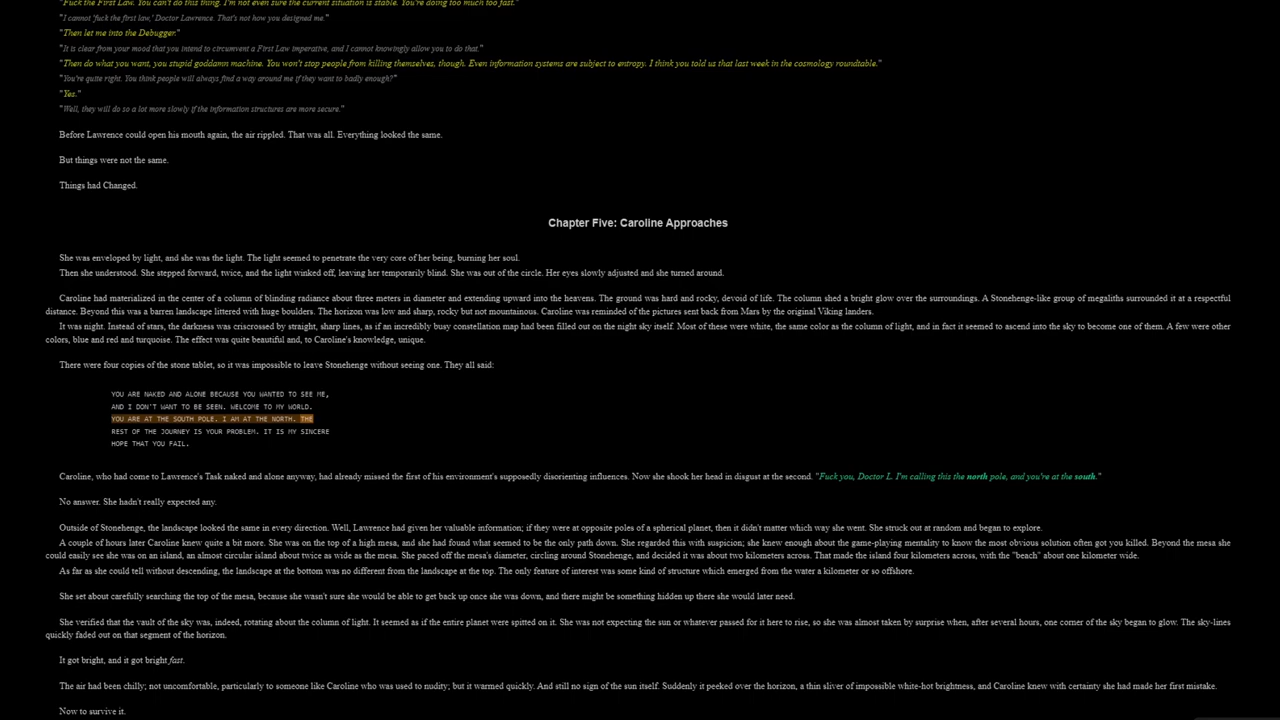 "Fuck the First Law. You can't do this thing. I'm not even sure the current situation is stable. You're doing too much too fast."
"I cannot 'fuck the first law,' Doctor Lawrence. That's not how you designed me."
"Then let me into the Debugger."
"It is clear from your mood that you intend to circumvent a First Law imperative, and I cannot knowingly allow you to do that."
"Then do what you want, you stupid goddamn machine. You won't stop people from killing themselves, though. Even information systems are subject to entropy. I think you told us that last week in the cosmology roundtable."
"You're quite right. You think people will always find a way around me if they want to badly enough?"
"Yes."
"Well, they will do so a lot more slowly if the information structures are more secure."
Before Lawrence could open his mouth again, the air rippled. That was all. Everything looked the same.
But things were not the same.
Things had Changed.
Chapter Five: Caroline Approaches
She was enveloped by light, and she was the light. The light seemed to penetrate the very core of her being, burning her soul.
Then she understood. She stepped forward, twice, and the light winked off, leaving her temporarily blind. She was out of the circle. Her eyes slowly adjusted and she turned around.
Caroline had materialized in the center of a column of blinding radiance about three meters in diameter and extending upward into the heavens. The ground was hard and rocky, devoid of life. The column shed a bright glow over the surroundings. A Stonehenge-like group of megaliths surrounded it at a respectful
distance. Beyond this was a barren landscape littered with huge boulders. The horizon was low and sharp, rocky but not mountainous. Caroline was reminded of the pictures sent back from Mars by the original Viking landers.
It was night. Instead of stars, the darkness was criscrossed by straight, sharp lines, as if an incredibly busy constellation map had been filled out on the night sky itself. Most of these were white, the same color as the column of light, and in fact it seemed to ascend into the sky to become one of them. A few were other
colors, blue and red and turquoise. The effect was quite beautiful and, to Caroline's knowledge, unique.
There were four copies of the stone tablet, so it was impossible to leave Stonehenge without seeing one. They all said:
YOU ARE NAKED AND ALONE BECAUSE YOU WANTED TO SEE ME,
AND I DON'T WANT TO BE SEEN. WELCOME TO MY WORLD.
YOU ARE AT THE SOUTH POLE. I AM AT THE NORTH. THE
REST OF THE JOURNEY IS YOUR PROBLEM. IT IS MY SINCERE
HOPE THAT YOU FAIL.
Caroline, who had come to Lawrence's Task naked and alone anyway, had already missed the first of his environment's supposedly disorienting influences. Now she shook her head in disgust at the second. "Fuck you, Doctor L. I'm calling this the north pole, and you're at the south."
No answer. She hadn't really expected any.
Outside of Stonehenge, the landscape looked the same in every direction. Well, Lawrence had given her valuable information; if they were at opposite poles of a spherical planet, then it didn't matter which way she went. She struck out at random and began to explore.
A couple of hours later Caroline knew quite a bit more. She was on the top of a high mesa, and she had found what seemed to be the only path down. She regarded this with suspicion; she knew enough about the game-playing mentality to know the most obvious solution often got you killed. Beyond the mesa she
could easily see she was on an island, an almost circular island about twice as wide as the mesa. She paced off the mesa's diameter, circling around Stonehenge, and decided it was about two kilometers across. That made the island four kilometers across, with the "beach" about one kilometer wide.
As far as she could tell without descending, the landscape at the bottom was no different from the landscape at the top. The only feature of interest was some kind of structure which emerged from the water a kilometer or so offshore.
She set about carefully searching the top of the mesa, because she wasn't sure she would be able to get back up once she was down, and there might be something hidden up there she would later need.
She verified that the vault of the sky was, indeed, rotating about the column of light. It seemed as if the entire planet were spitted on it. She was not expecting the sun or whatever passed for it here to rise, so she was almost taken by surprise when, after several hours, one corner of the sky began to glow. The sky-lines
quickly faded out on that segment of the horizon.
It got bright, and it got bright fast.
The air had been chilly; not uncomfortable, particularly to someone like Caroline who was used to nudity; but it warmed quickly. And still no sign of the sun itself. Suddenly it peeked over the horizon, a thin sliver of impossible white-hot brightness, and Caroline knew with certainty she had made her first mistake.
Now to survive it.